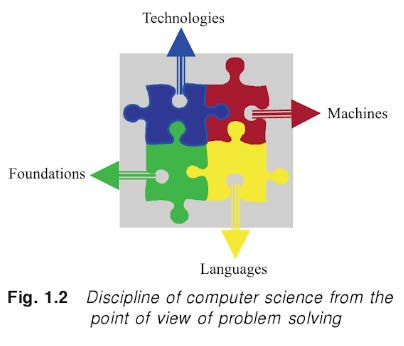 Technologies
Machines
Foundations
Languages
Fig. 1.2 Discipline of computer science from the
point of view of problem solving